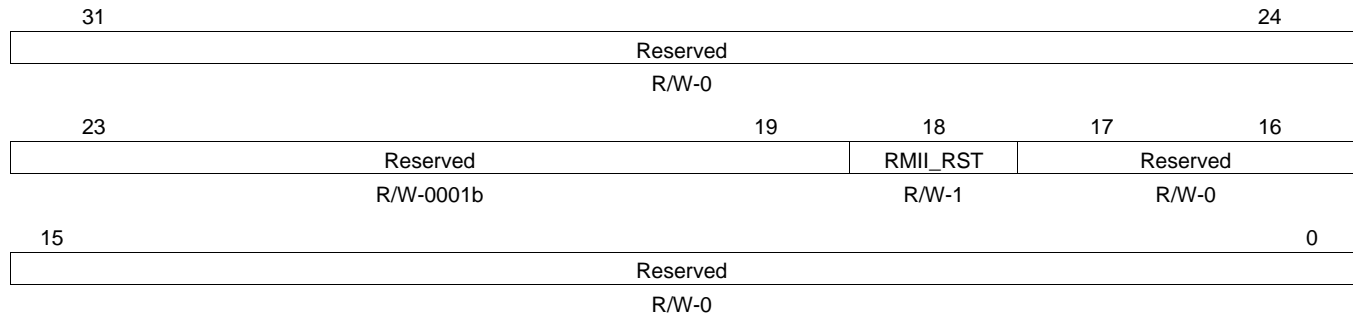 31 24
Reserved
R/W-0
23 19 18 17 16
Reserved RMII_RST Reserved
R/W-0001b R/W-1 R/W-0
15 0
Reserved
R/W-0